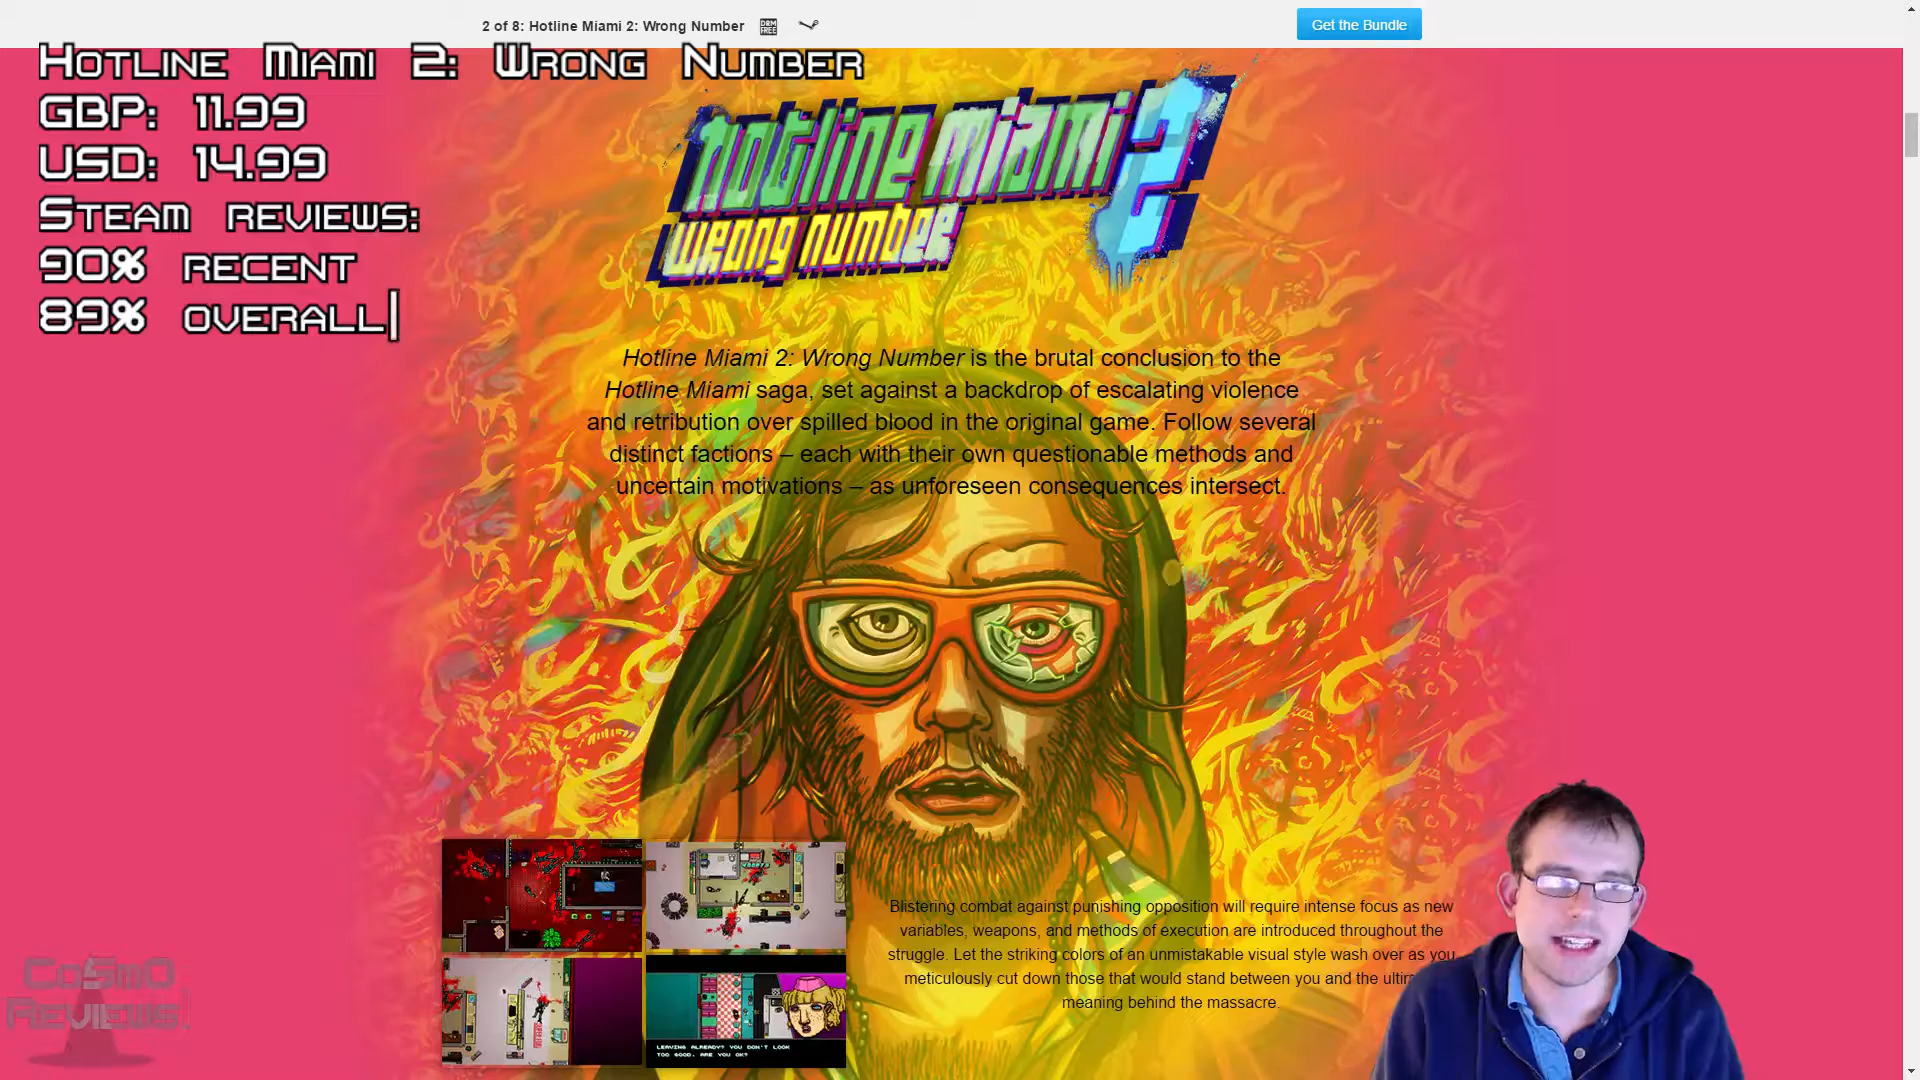 2 of 8: Hotline Miami 2: Wrong Number
DRM FREE
Get the Bundle
Hotline Miami 2: Wrong Number
GBP: 11.99
USD: 14.99
Steam reviews:
90% recent
89% overall
hotline miami 2
wrong number
Hotline Miami 2: Wrong Number is the brutal conclusion to the
Hotline Miami saga, set against a backdrop of escalating violence
and retribution over spilled blood in the original game. Follow several
distinct factions – each with their own questionable methods and
uncertain motivations – as unforeseen consequences intersect.
Blistering combat against punishing opposition will require intense focus as new
variables, weapons, and methods of execution are introduced throughout the
struggle. Let the striking colors of an unmistakable visual style wash over as you
meticulously cut down those that would stand between you and the
meaning behind the massacre.
LEAVING ALREADY? YOU DON'T LOOK
TOO GOOD. ARE YOU OK?
CoSmO
Reviews!